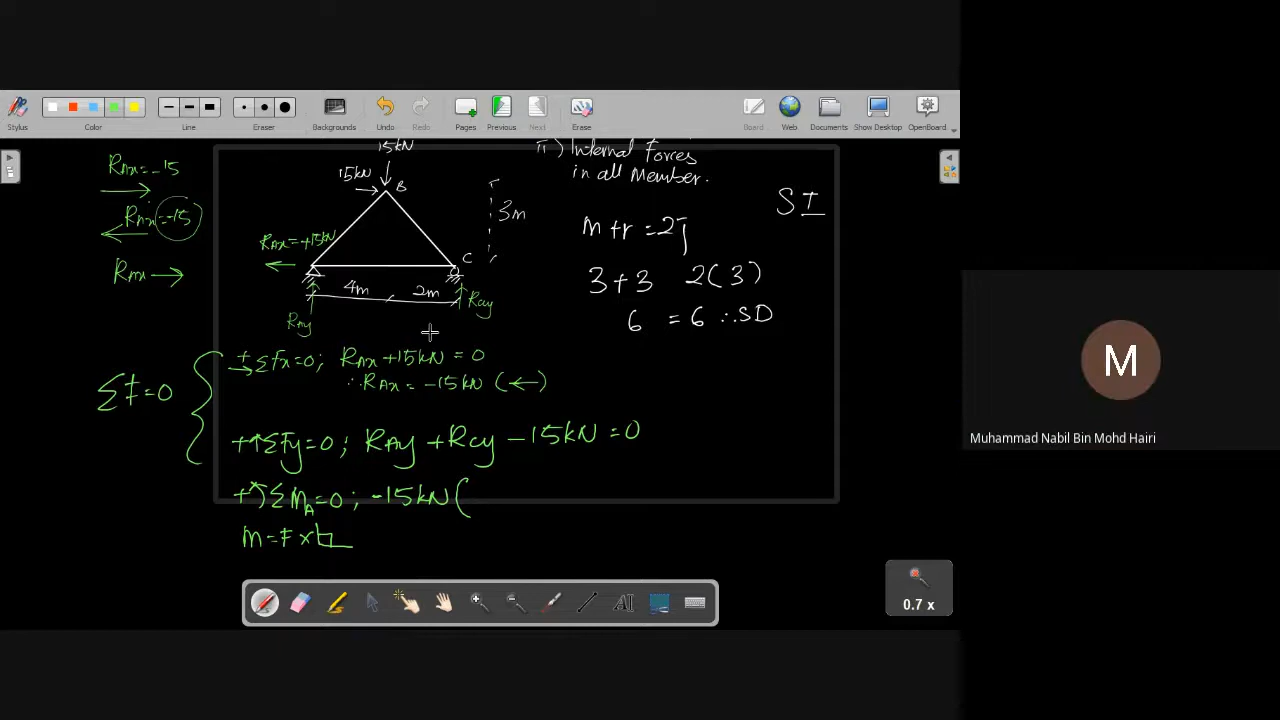 Stylus
Color
Line
Eraser
Backgrounds
Undo
Redo
Pages
Previous
Next
Erase
Board
Web
Documents
Show Desktop
OpenBoard
RAx=-15
RAx=-15
RAx
15kN
15kN
B
3m
RAx=+15kN
C
4m
2m
RAy
RCy
II) Internal Forces
in all Member.
SI
m+r=2j
3+3 2(3)
6 =6 ∴SD
ΣF=0
+→ΣFx=0; RAx+15kN=0
∴RAx=-15kN (←)
+↑ΣFy=0; RAy+RCy-15kN=0
ΣMA=0; -15kN(
M=F×
0.7 x
M
Muhammad Nabil Bin Mohd Hairi